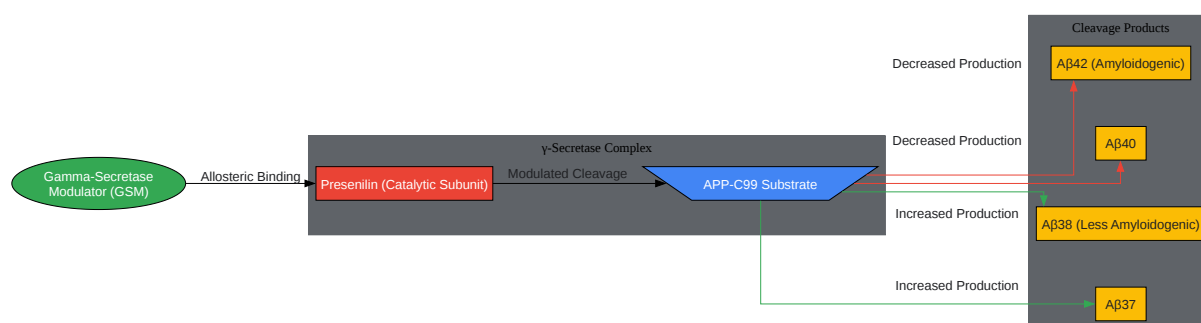 Cleavage Products
Decreased Production
Aβ42 (Amyloidogenic)
Decreased Production
Aβ40
γ-Secretase Complex
Gamma-Secretase
Modulator (GSM)
Allosteric Binding
Presenilin (Catalytic Subunit)
Modulated Cleavage
APP-C99 Substrate
Increased Production
Aβ38 (Less Amyloidogenic)
Increased Production
Aβ37